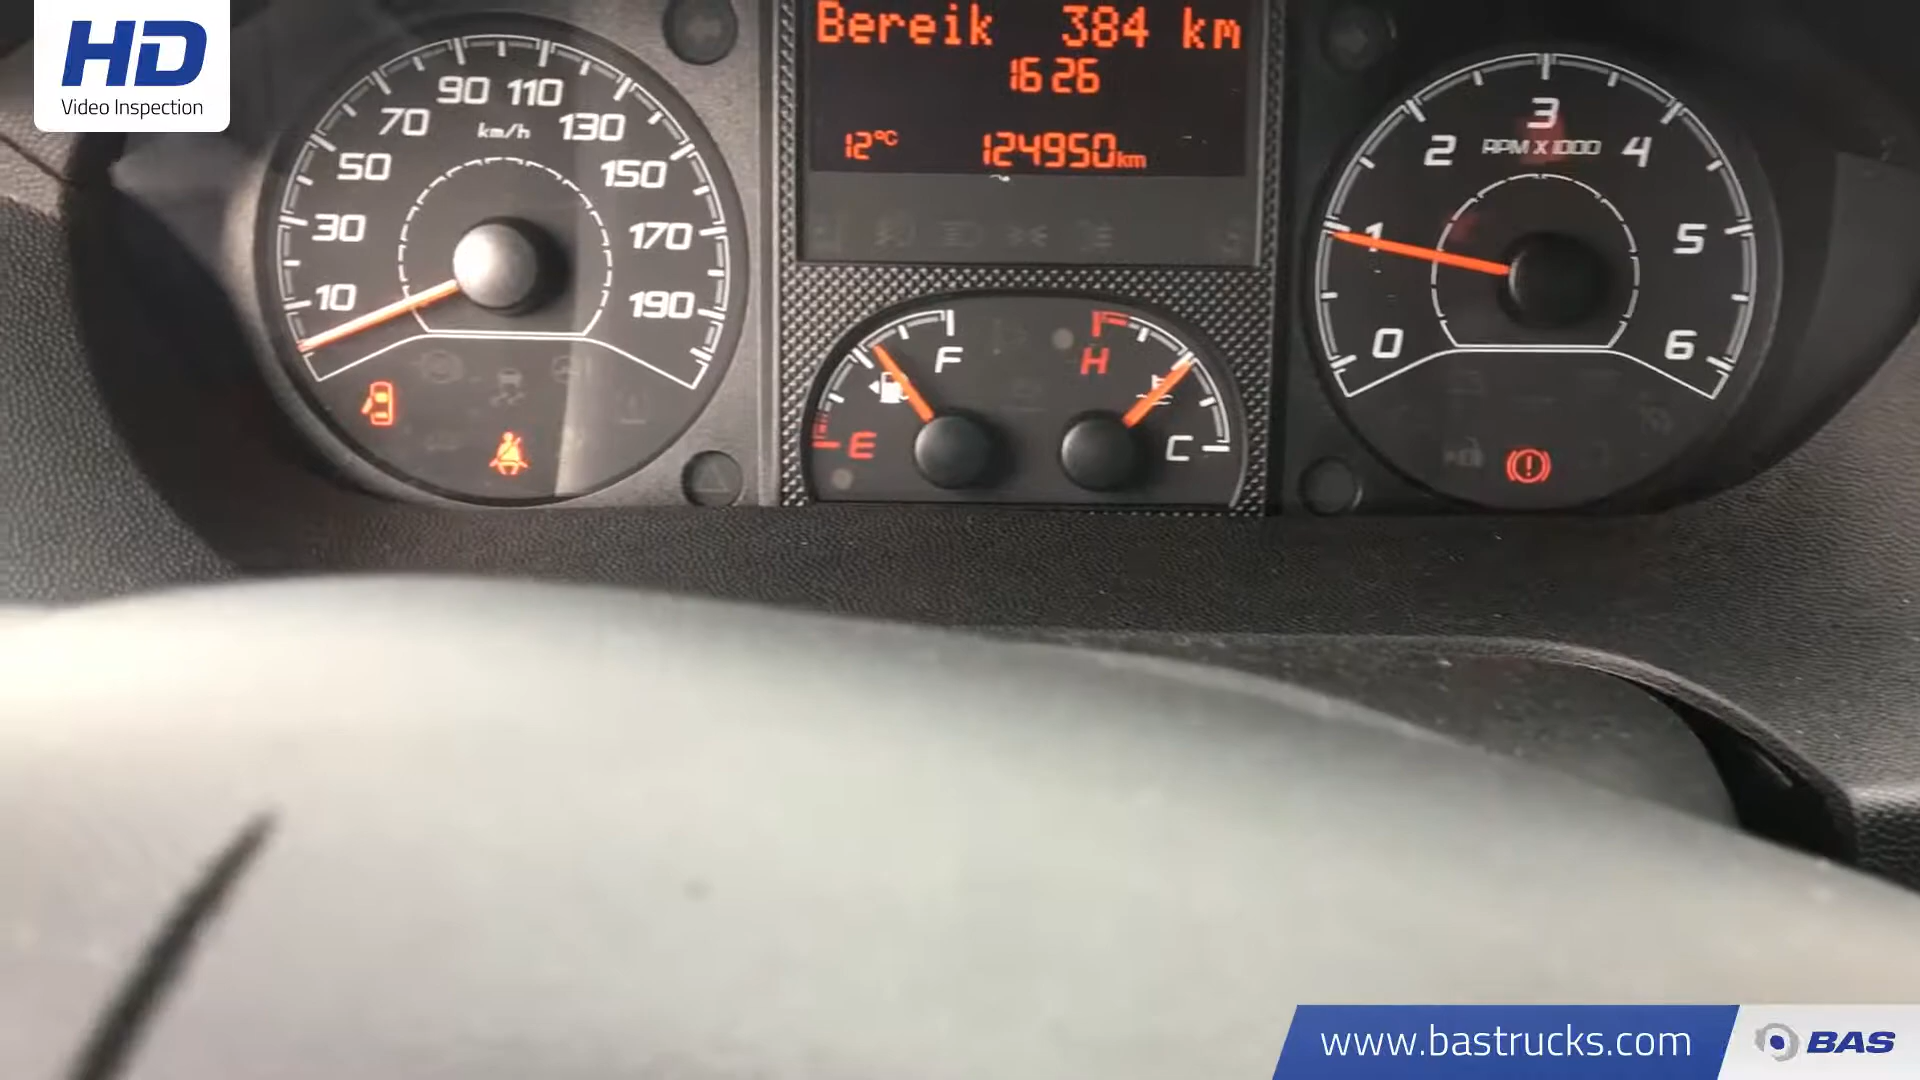 HD
Video Inspection
Bereik 384 km
16 26
12°C 124950km
10 30 50 70 90 110 130 150 170 190
km/h
0 1 2 3 4 5 6
RPM X 1000
E F
H C
www.bastrucks.com
BAS